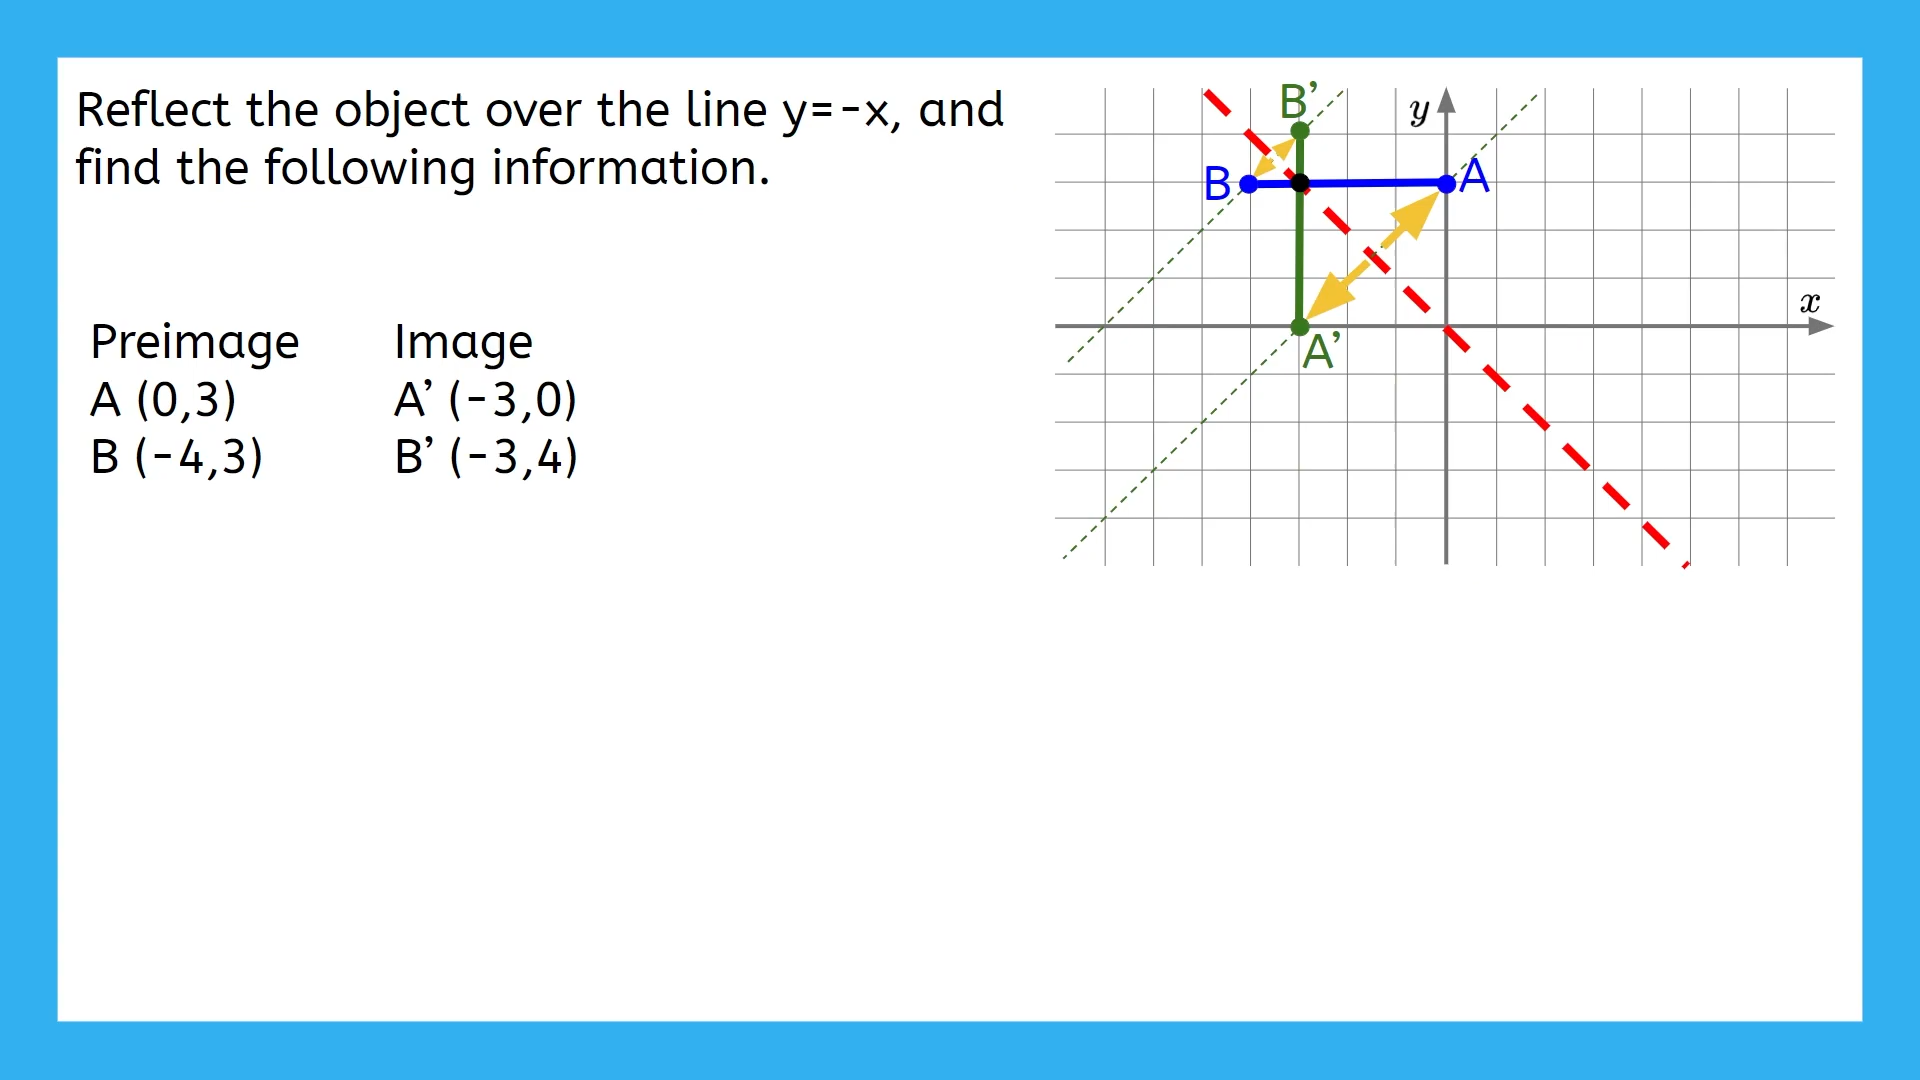 Reflect the object over the line y=-x, and
find the following information.
Preimage Image
A (0,3) A’ (-3,0)
B (-4,3) B’ (-3,4)
B’
y
B
A
x
A’